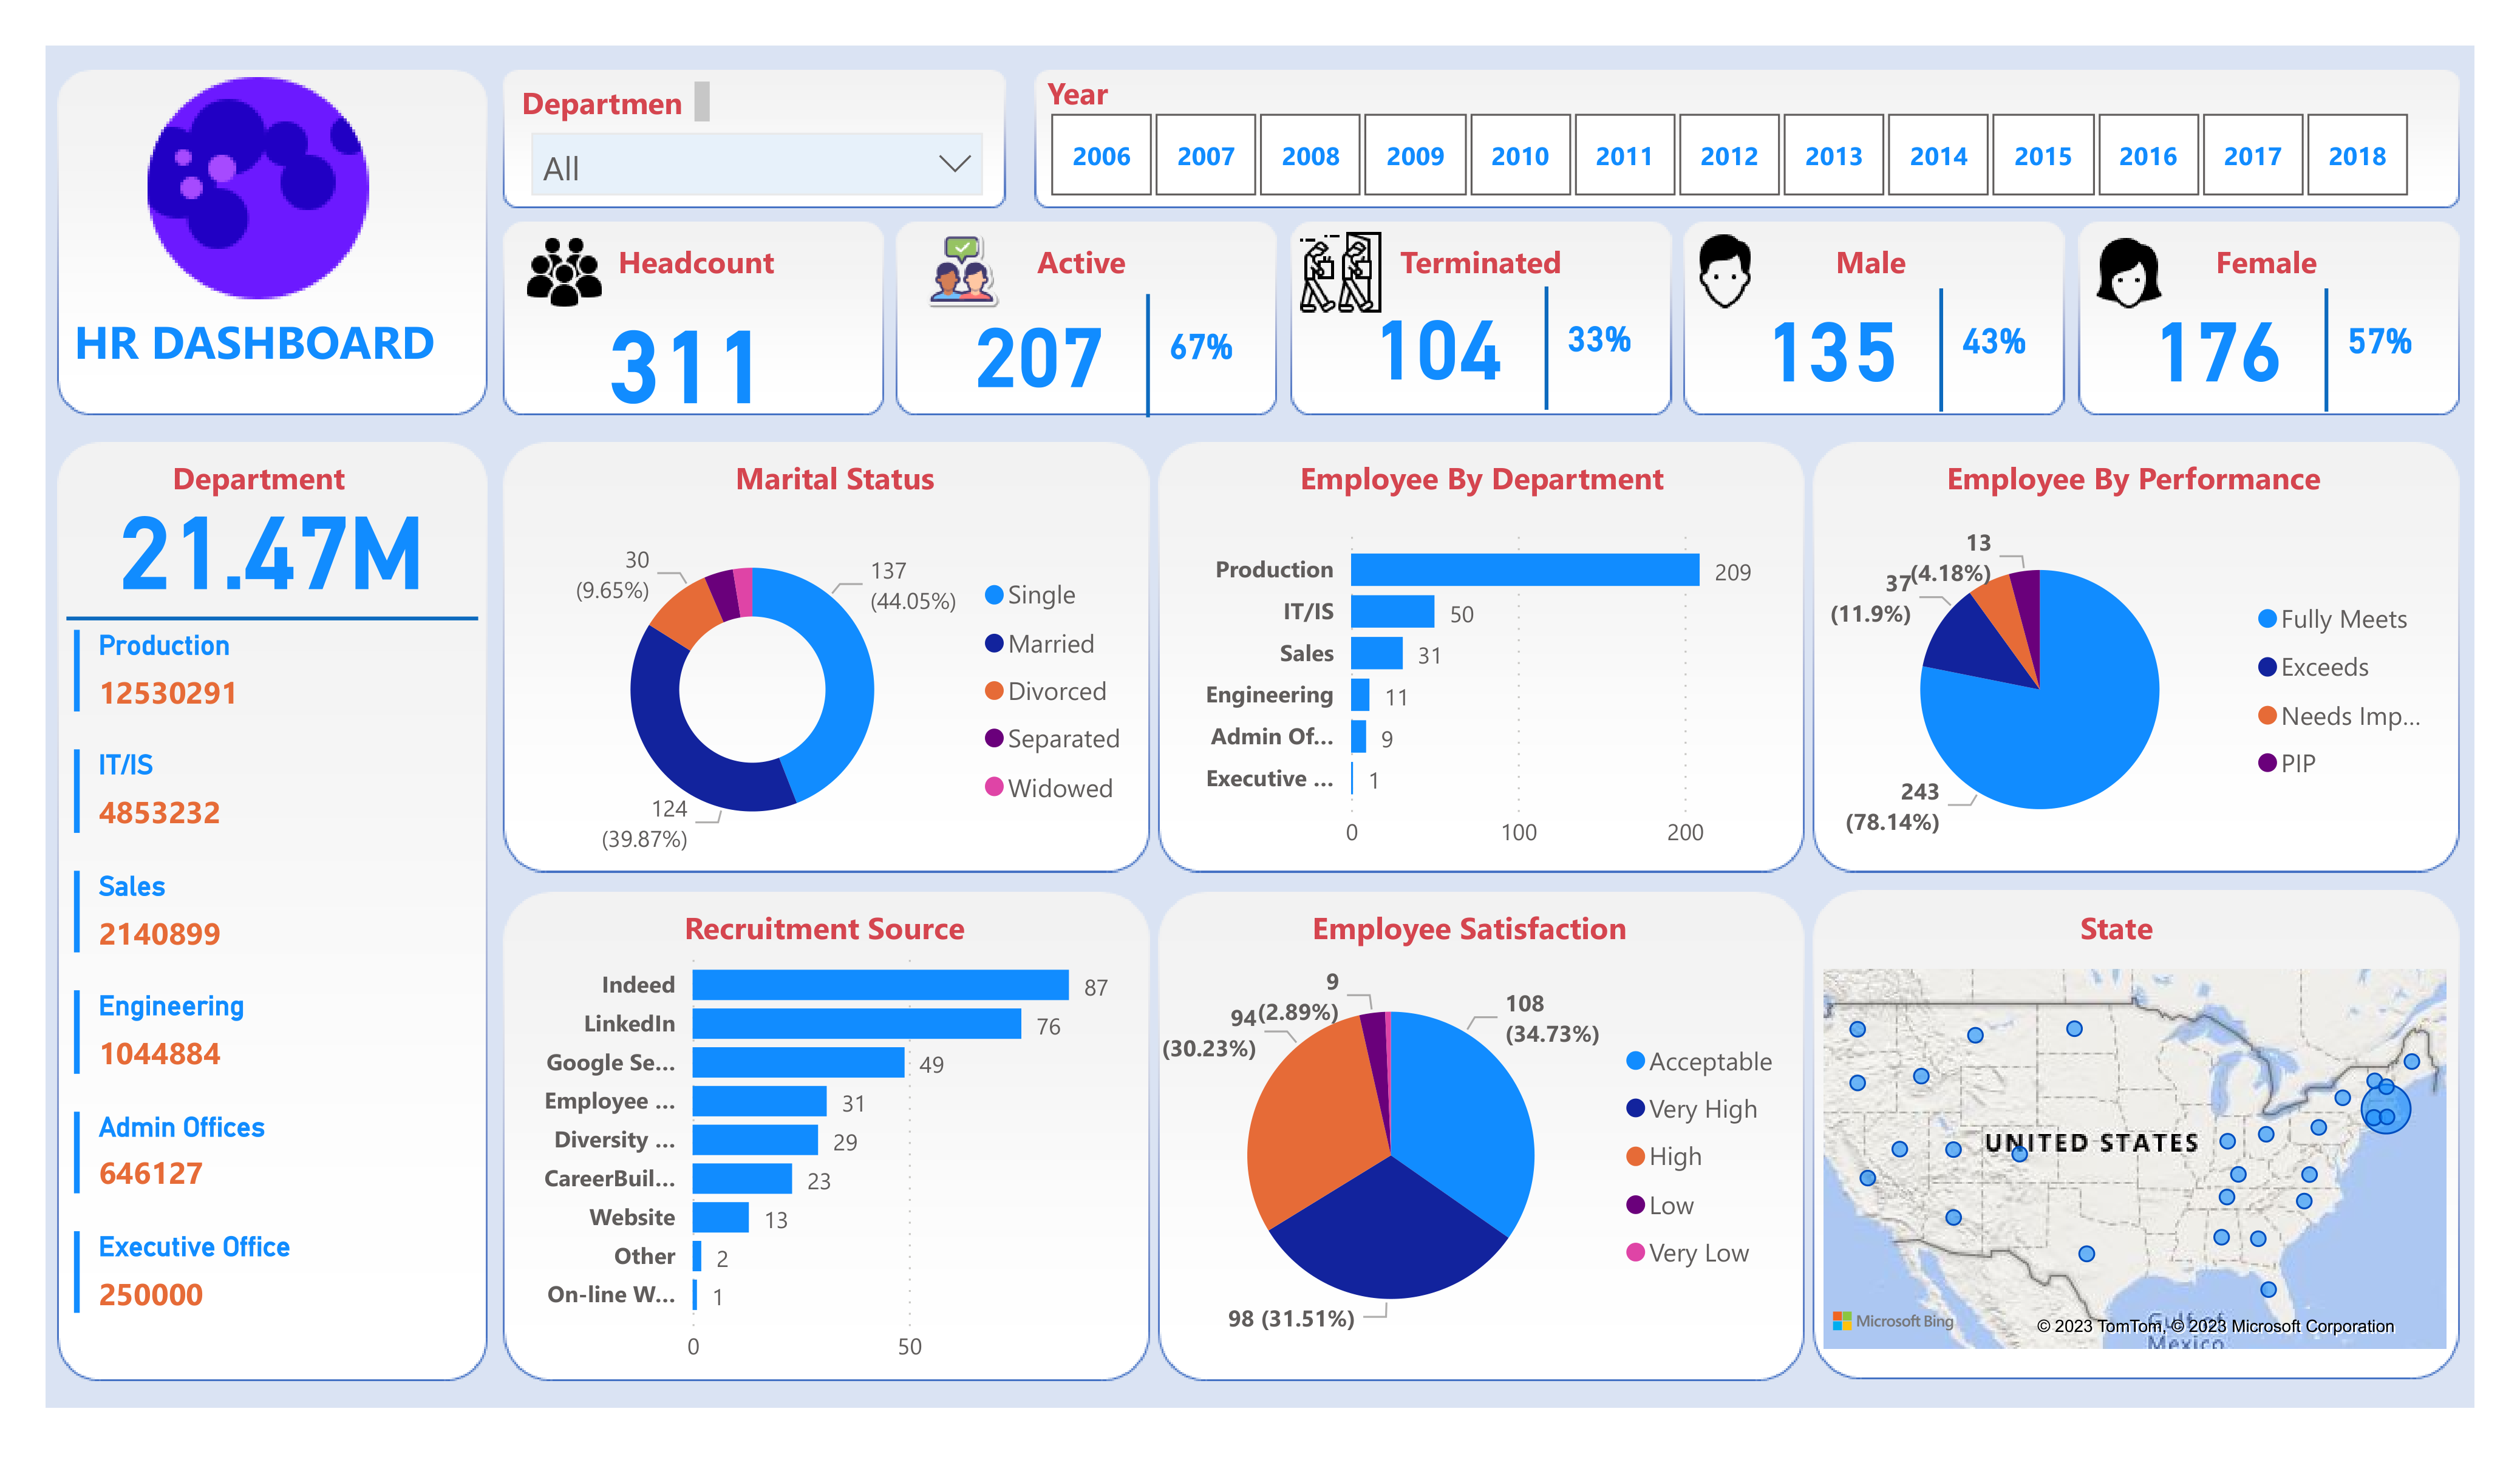 HR DASHBOARD
Departmen
All
Year
2006 2007 2008 2009 2010 2011 2012 2013 2014 2015 2016 2017 2018
Headcount
311
Active
207 67%
Terminated
104 33%
Male
135 43%
Female
176 57%
Department
21.47M
Production
12530291
IT/IS
4853232
Sales
2140899
Engineering
1044884
Admin Offices
646127
Executive Office
250000
Marital Status
30
(9.65%)
137
(44.05%)
124
(39.87%)
Single
Married
Divorced
Separated
Widowed
Employee By Department
Production 209
IT/IS 50
Sales 31
Engineering 11
Admin Of... 9
Executive ... 1
0 100 200
Employee By Performance
13
(4.18%)
37
(11.9%)
243
(78.14%)
Fully Meets
Exceeds
Needs Imp...
PIP
Recruitment Source
Indeed 87
LinkedIn 76
Google Se... 49
Employee ... 31
Diversity ... 29
CareerBuil... 23
Website 13
Other 2
On-line W... 1
0 50
Employee Satisfaction
9
(2.89%)
94
(30.23%)
108
(34.73%)
98 (31.51%)
Acceptable
Very High
High
Low
Very Low
State
UNITED STATES
Gulf of
Mexico
Microsoft Bing
© 2023 TomTom, © 2023 Microsoft Corporation